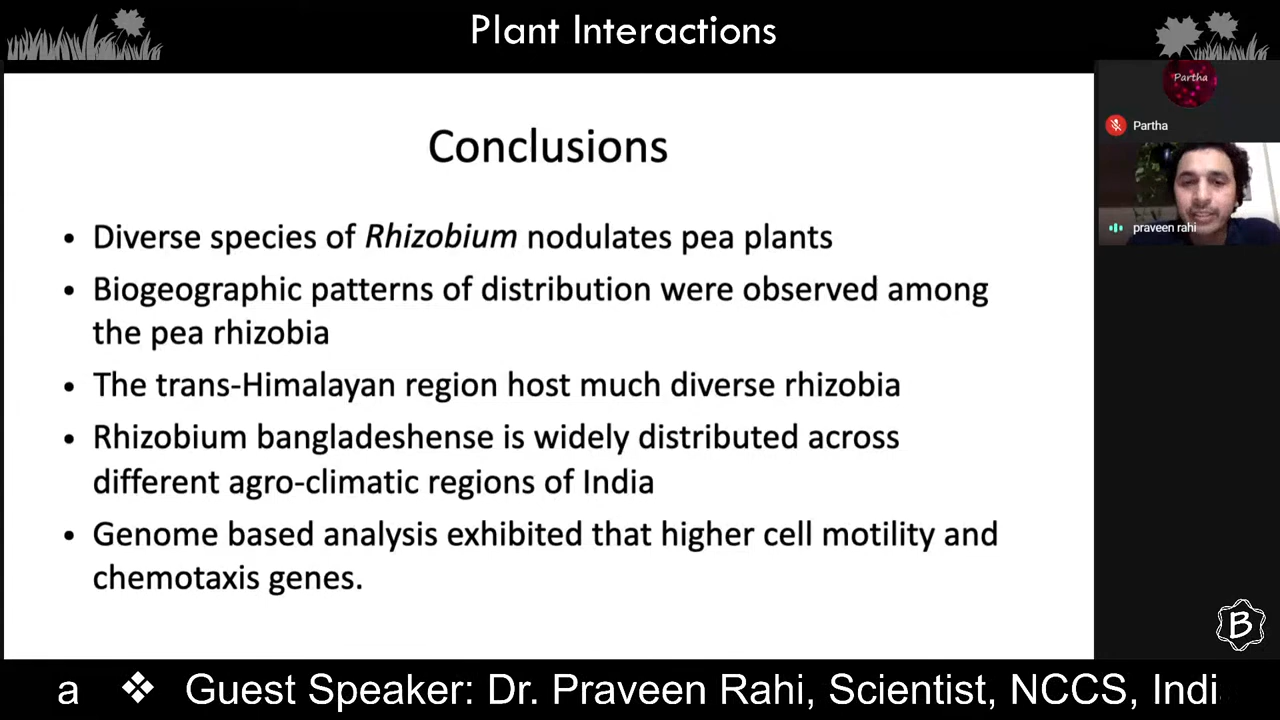 Plant Interactions
Conclusions
• Diverse species of Rhizobium nodulates pea plants
• Biogeographic patterns of distribution were observed among
the pea rhizobia
• The trans-Himalayan region host much diverse rhizobia
• Rhizobium bangladeshense is widely distributed across
different agro-climatic regions of India
• Genome based analysis exhibited that higher cell motility and
chemotaxis genes.
Partha
Partha
praveen rahi
B
a ❖ Guest Speaker: Dr. Praveen Rahi, Scientist, NCCS, Indi